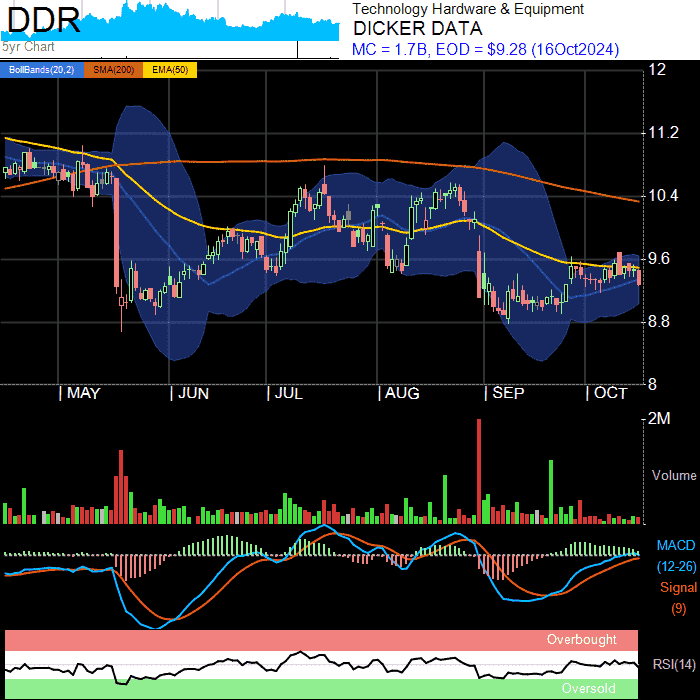 DDR
5yr Chart
Technology Hardware & Equipment
DICKER DATA
MC = 1.7B, EOD = $9.28 (16Oct2024)
BollBands(20,2) SMA(200) EMA(50)
12
11.2
10.4
9.6
8.8
8
MAY JUN JUL AUG SEP OCT
2M
Volume
MACD
(12-26)
Signal
(9)
Overbought
RSI(14)
Oversold